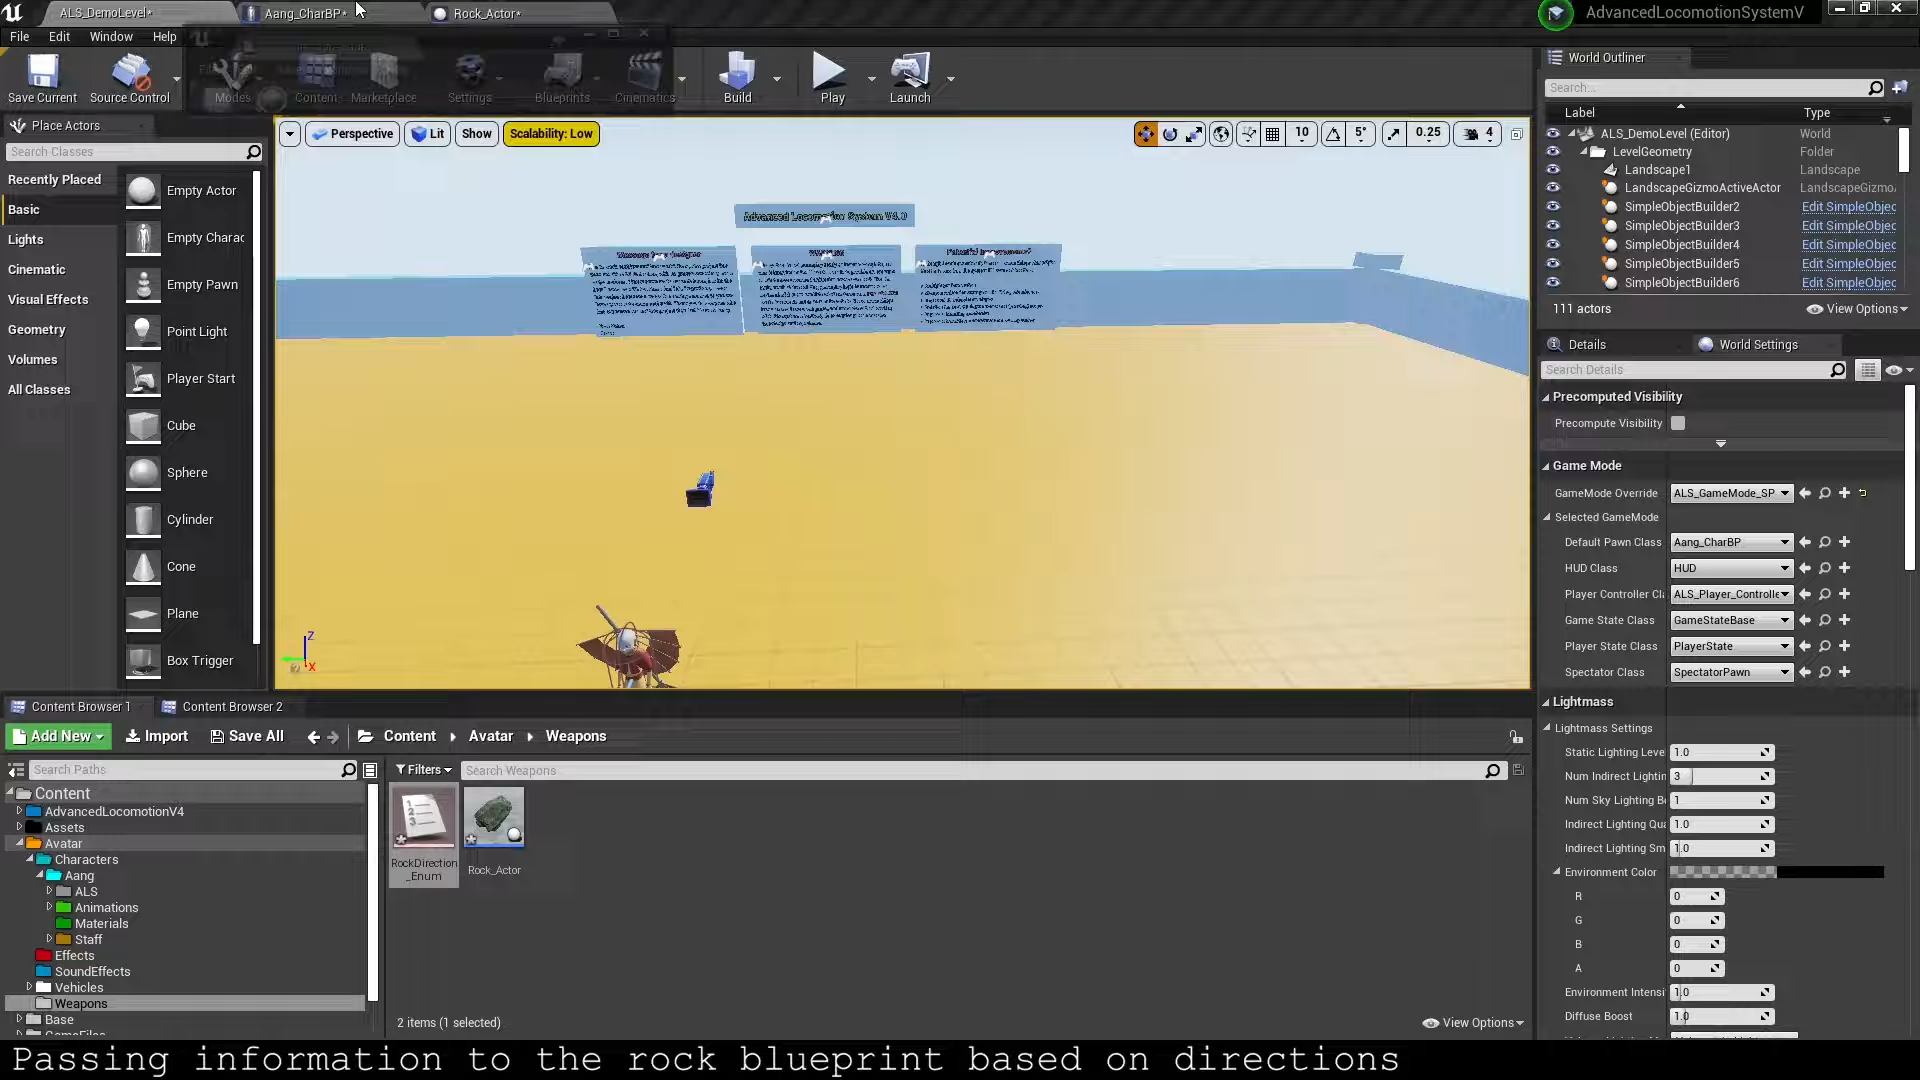 ALS_DemoLevel*
Aang_CharBP*
Rock_Actor*
AdvancedLocomotionSystemV
File
Edit
Window
Help
Save Current
Source Control
Modes
Content
Marketplace
Settings
Blueprints
Cinematics
Build
Play
Launch
Place Actors
Search Classes
Recently Placed
Basic
Lights
Cinematic
Visual Effects
Geometry
Volumes
All Classes
Empty Actor
Empty Charac
Empty Pawn
Point Light
Player Start
Cube
Sphere
Cylinder
Cone
Plane
Box Trigger
Perspective
Lit
Show
Scalability: Low
10
5°
0.25
4
Advanced Locomotion System V4.0
Z
X
World Outliner
Search...
Label
Type
ALS_DemoLevel (Editor)
World
LevelGeometry
Folder
Landscape1
Landscape
LandscapeGizmoActiveActor
LandscapeGizmo
SimpleObjectBuilder2
Edit SimpleObjec
SimpleObjectBuilder3
Edit SimpleObjec
SimpleObjectBuilder4
Edit SimpleObjec
SimpleObjectBuilder5
Edit SimpleObjec
SimpleObjectBuilder6
Edit SimpleObjec
111 actors
View Options
Details
World Settings
Search Details
Precomputed Visibility
Precompute Visibility
Game Mode
GameMode Override
ALS_GameMode_SP
Selected GameMode
Default Pawn Class
Aang_CharBP
HUD Class
HUD
Player Controller Cl
ALS_Player_Controlle
Game State Class
GameStateBase
Player State Class
PlayerState
Spectator Class
SpectatorPawn
Lightmass
Lightmass Settings
Static Lighting Leve
1.0
Num Indirect Lightin
3
Num Sky Lighting B
1
Indirect Lighting Qua
1.0
Indirect Lighting Sm
1.0
Environment Color
R
0
G
0
B
0
A
0
Environment Intensi
1.0
Diffuse Boost
1.0
Content Browser 1
Content Browser 2
Add New
Import
Save All
Content
Avatar
Weapons
Search Paths
Filters
Search Weapons
Content
AdvancedLocomotionV4
Assets
Avatar
Characters
Aang
ALS
Animations
Materials
Staff
Effects
SoundEffects
Vehicles
Weapons
Base
GameFiles
RockDirection
_Enum
Rock_Actor
2 items (1 selected)
View Options
Passing information to the rock blueprint based on directions